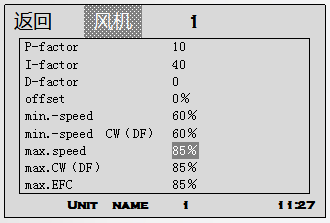 返回 风机 1
P-factor 10
I-factor 40
D-factor 0
offset 0%
min.-speed 60%
min.-speed CW（DF） 60%
max.speed 85%
max.CW（DF） 85%
max.EFC 85%
UNIT NAME 1 11:27